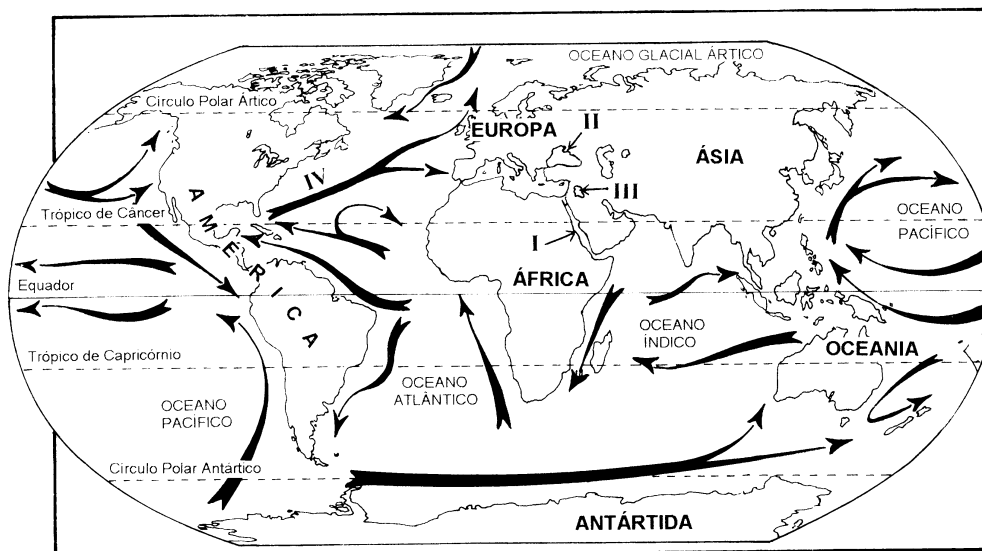 OCEANO GLACIAL ÁRTICO
Círculo Polar Ártico
EUROPA
II
ÁSIA
IV
III
AMÉRICA
Trópico de Câncer
OCEANO
PACÍFICO
I
ÁFRICA
Equador
OCEANO
ÍNDICO
OCEANIA
Trópico de Capricórnio
OCEANO
ATLÂNTICO
OCEANO
PACÍFICO
Círculo Polar Antártico
ANTÁRTIDA